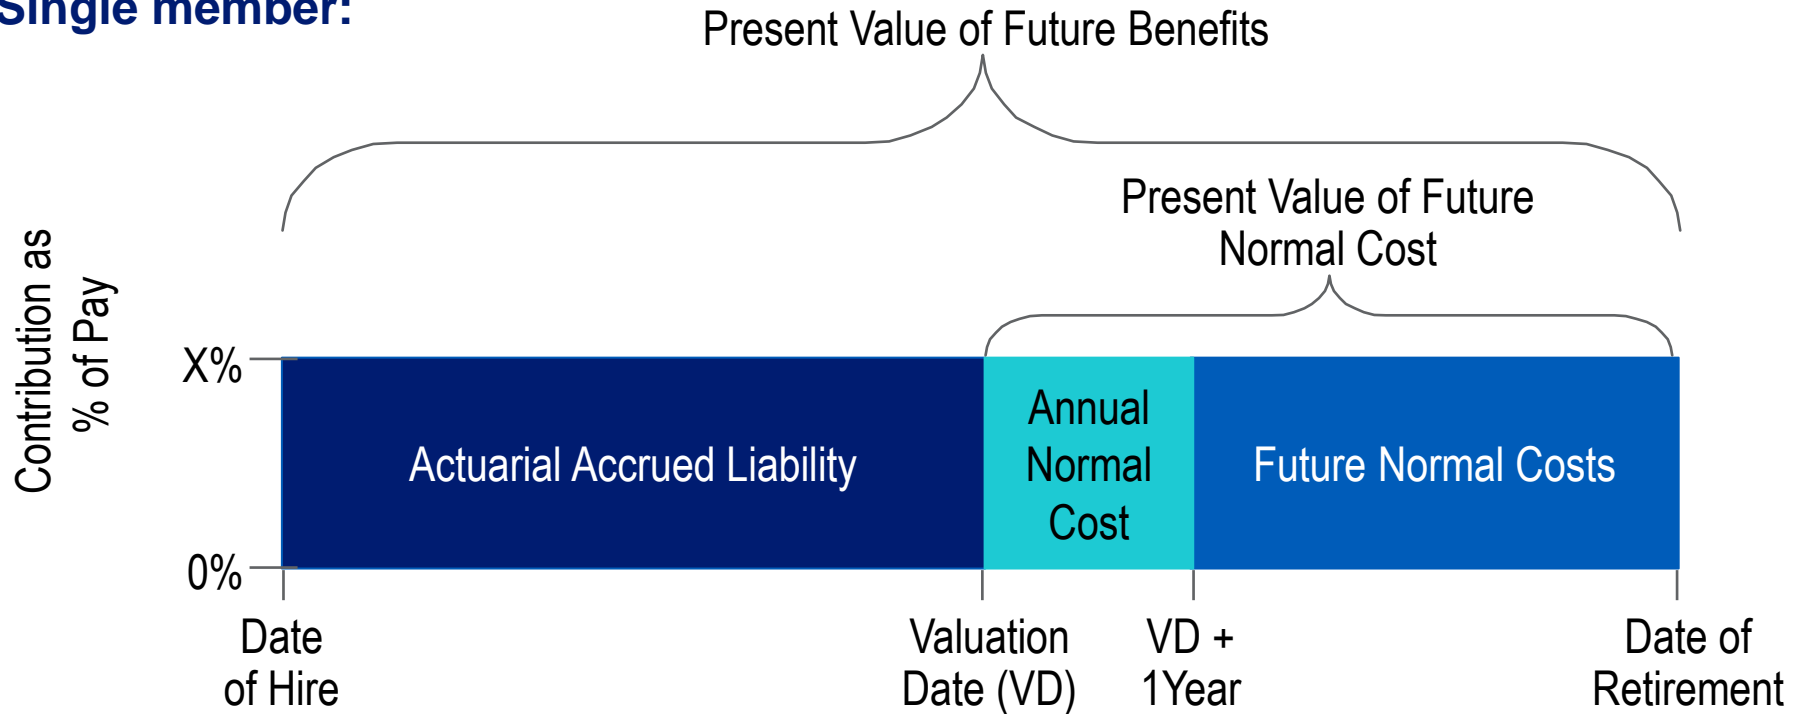 Single member:
Present Value of Future Benefits
Present Value of Future
Normal Cost
Contribution as
% of Pay
X%
0%
Actuarial Accrued Liability
Annual
Normal
Cost
Future Normal Costs
Date
of Hire
Valuation
Date (VD)
VD +
1Year
Date of
Retirement